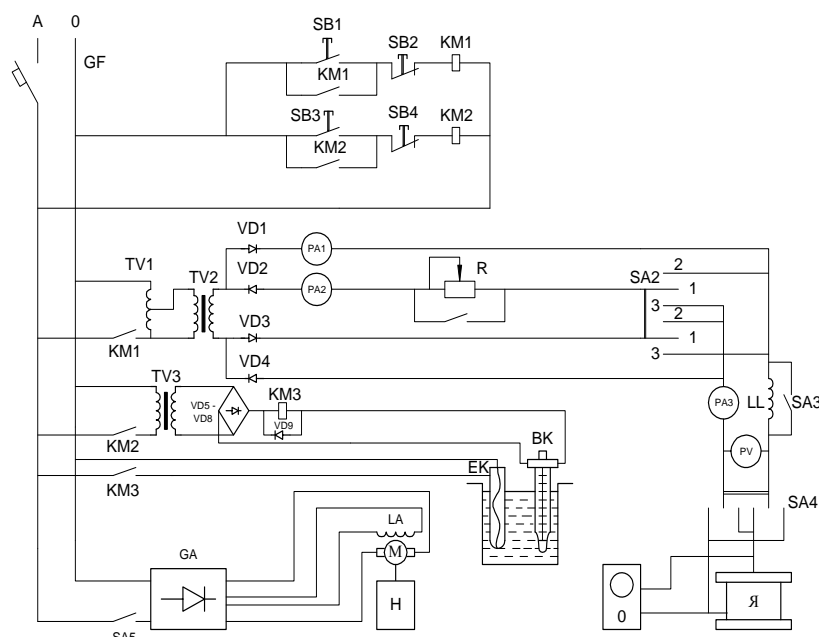 A 0
GF
SB1
SB2
KM1
KM1
SB3
SB4
KM2
KM2
VD1
PA1
TV1
TV2
VD2
PA2
R
SA2
2
1
3
2
VD3
1
3
KM1
VD4
TV3
VD5 -
VD8
KM3
VD9
PA3
LL
SA3
KM2
BK
PV
KM3
EK
SA4
LA
GA
M
H
0
Я
SA5